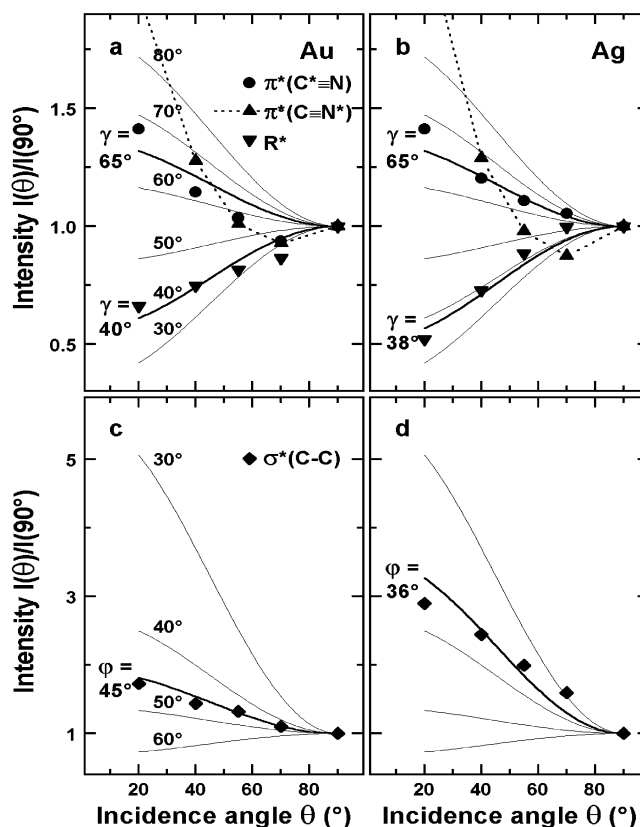 a Au
80°
π*(C*≡N)
70°
π*(C≡N*)
γ =
65°
60°
R*
50°
40°
γ =
40°
30°
1.5
1.0
0.5
Intensity I(θ)/I(90°)
b Ag
γ =
65°
γ =
38°
c
30°
σ*(C-C)
40°
φ =
45°
50°
60°
5
3
1
Intensity I(θ)/I(90°)
20 40 60 80
Incidence angle θ (°)
d
φ =
36°
20 40 60 80
Incidence angle θ (°)